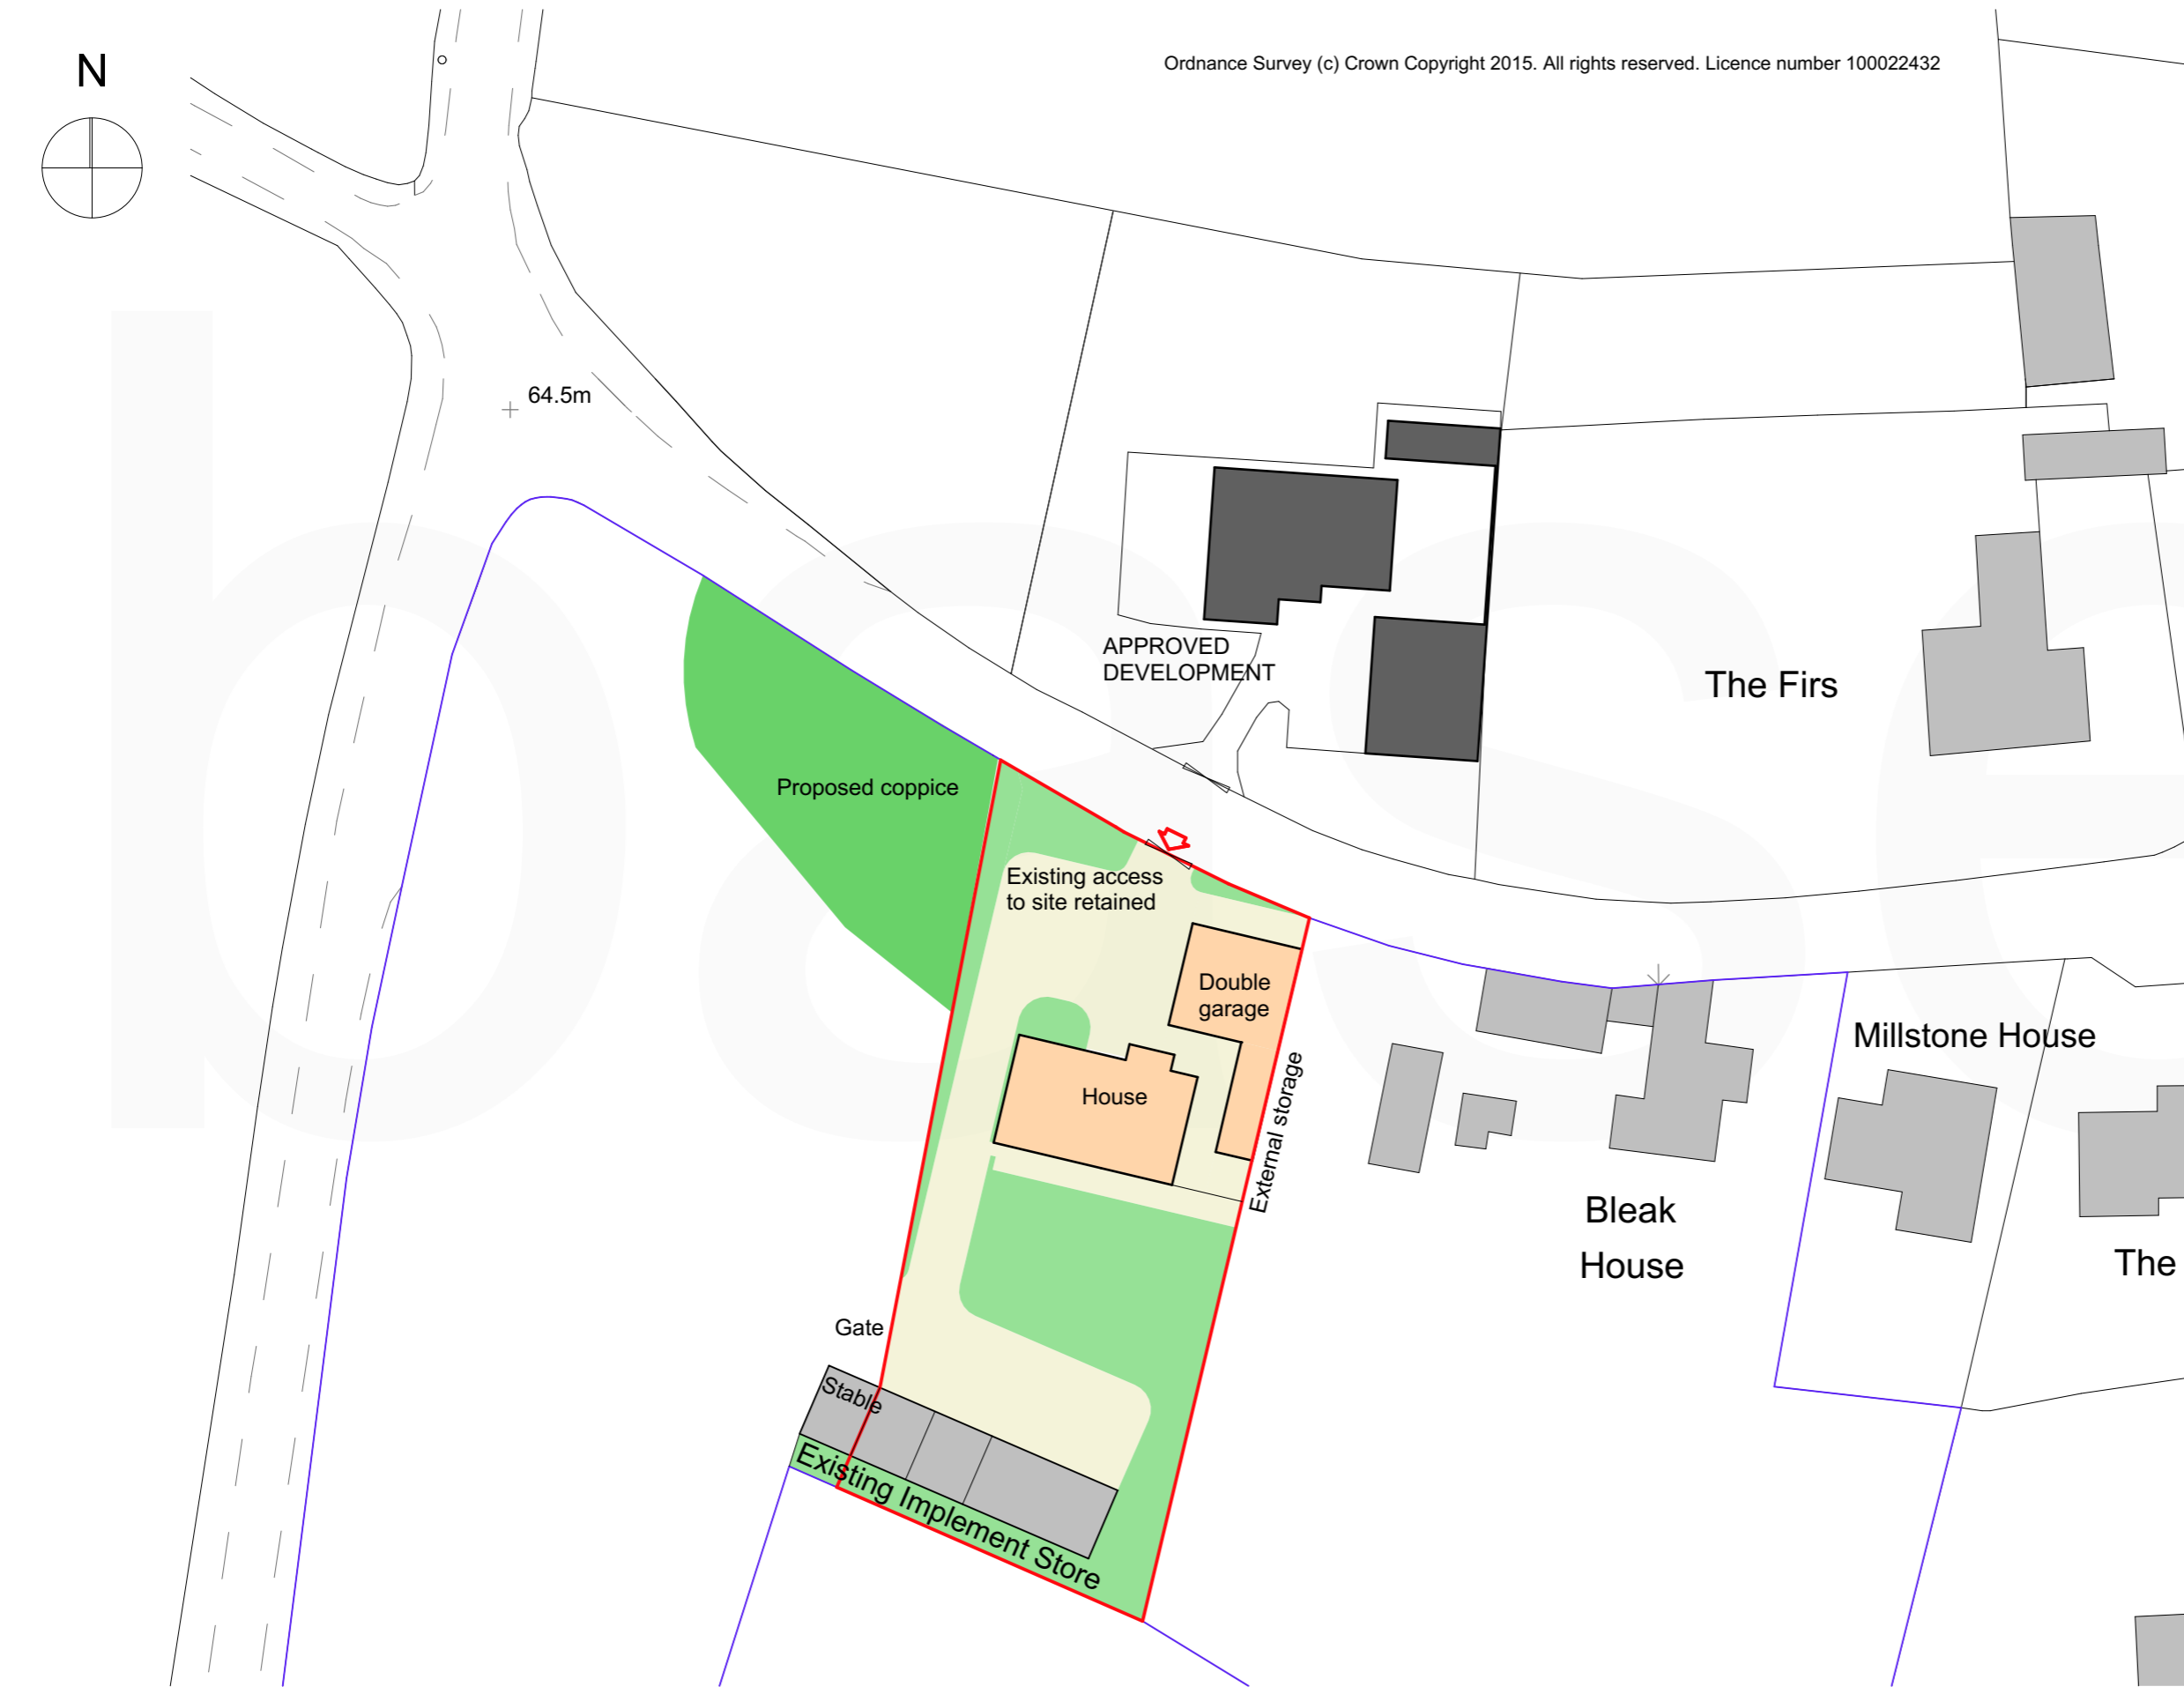 N
Ordnance Survey (c) Crown Copyright 2015. All rights reserved. Licence number 100022432
64.5m
APPROVED
DEVELOPMENT
The Firs
Proposed coppice
Existing access
to site retained
Double
garage
House
External storage
Millstone House
Bleak
House
The
Gate
Stable
Existing Implement Store
base